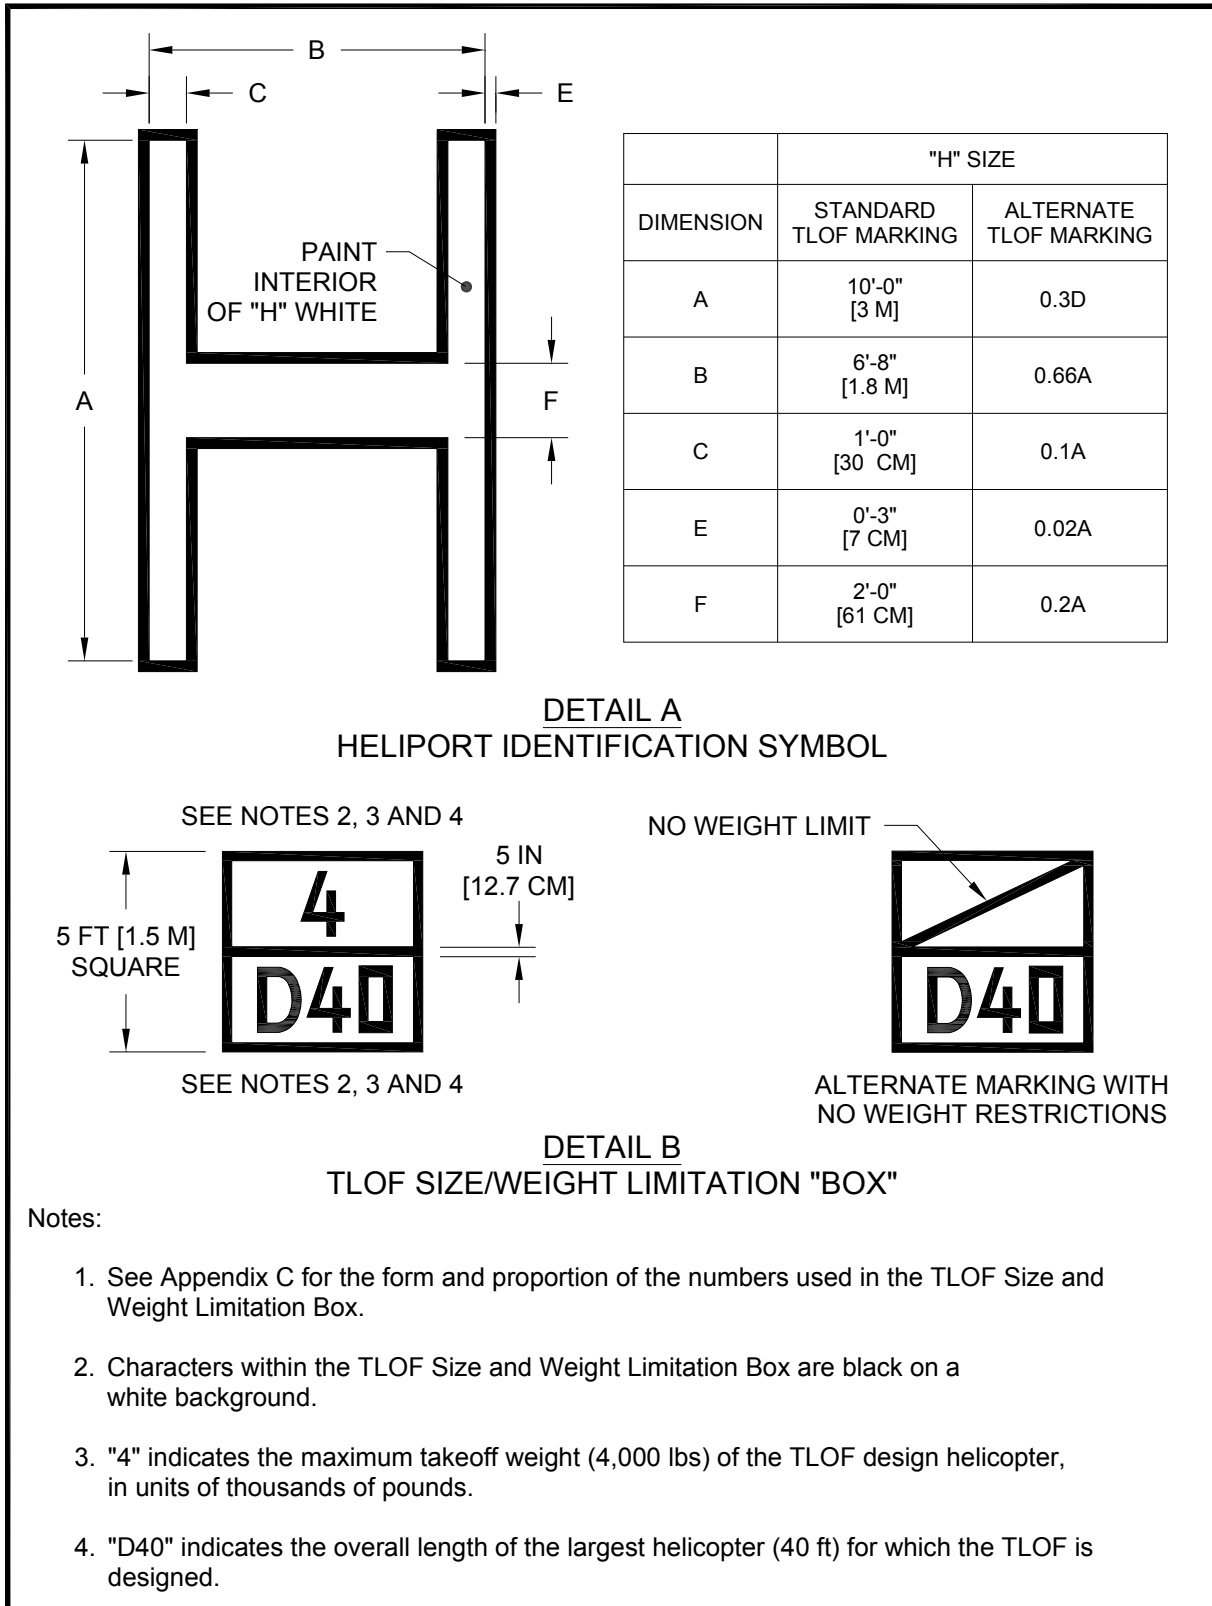 B
C
E
PAINT
INTERIOR
OF "H" WHITE
A
F
"H" SIZE
DIMENSION
STANDARD
TLOF MARKING
ALTERNATE
TLOF MARKING
A
10'-0"
[3 M]
0.3D
B
6'-8"
[1.8 M]
0.66A
C
1'-0"
[30 CM]
0.1A
E
0'-3"
[7 CM]
0.02A
F
2'-0"
[61 CM]
0.2A
DETAIL A
HELIPORT IDENTIFICATION SYMBOL
SEE NOTES 2, 3 AND 4
5 FT [1.5 M]
SQUARE
4
D40
5 IN
[12.7 CM]
SEE NOTES 2, 3 AND 4
NO WEIGHT LIMIT
D40
ALTERNATE MARKING WITH
NO WEIGHT RESTRICTIONS
DETAIL B
TLOF SIZE/WEIGHT LIMITATION "BOX"
Notes:
1. See Appendix C for the form and proportion of the numbers used in the TLOF Size and
Weight Limitation Box.
2. Characters within the TLOF Size and Weight Limitation Box are black on a
white background.
3. "4" indicates the maximum takeoff weight (4,000 lbs) of the TLOF design helicopter,
in units of thousands of pounds.
4. "D40" indicates the overall length of the largest helicopter (40 ft) for which the TLOF is
designed.